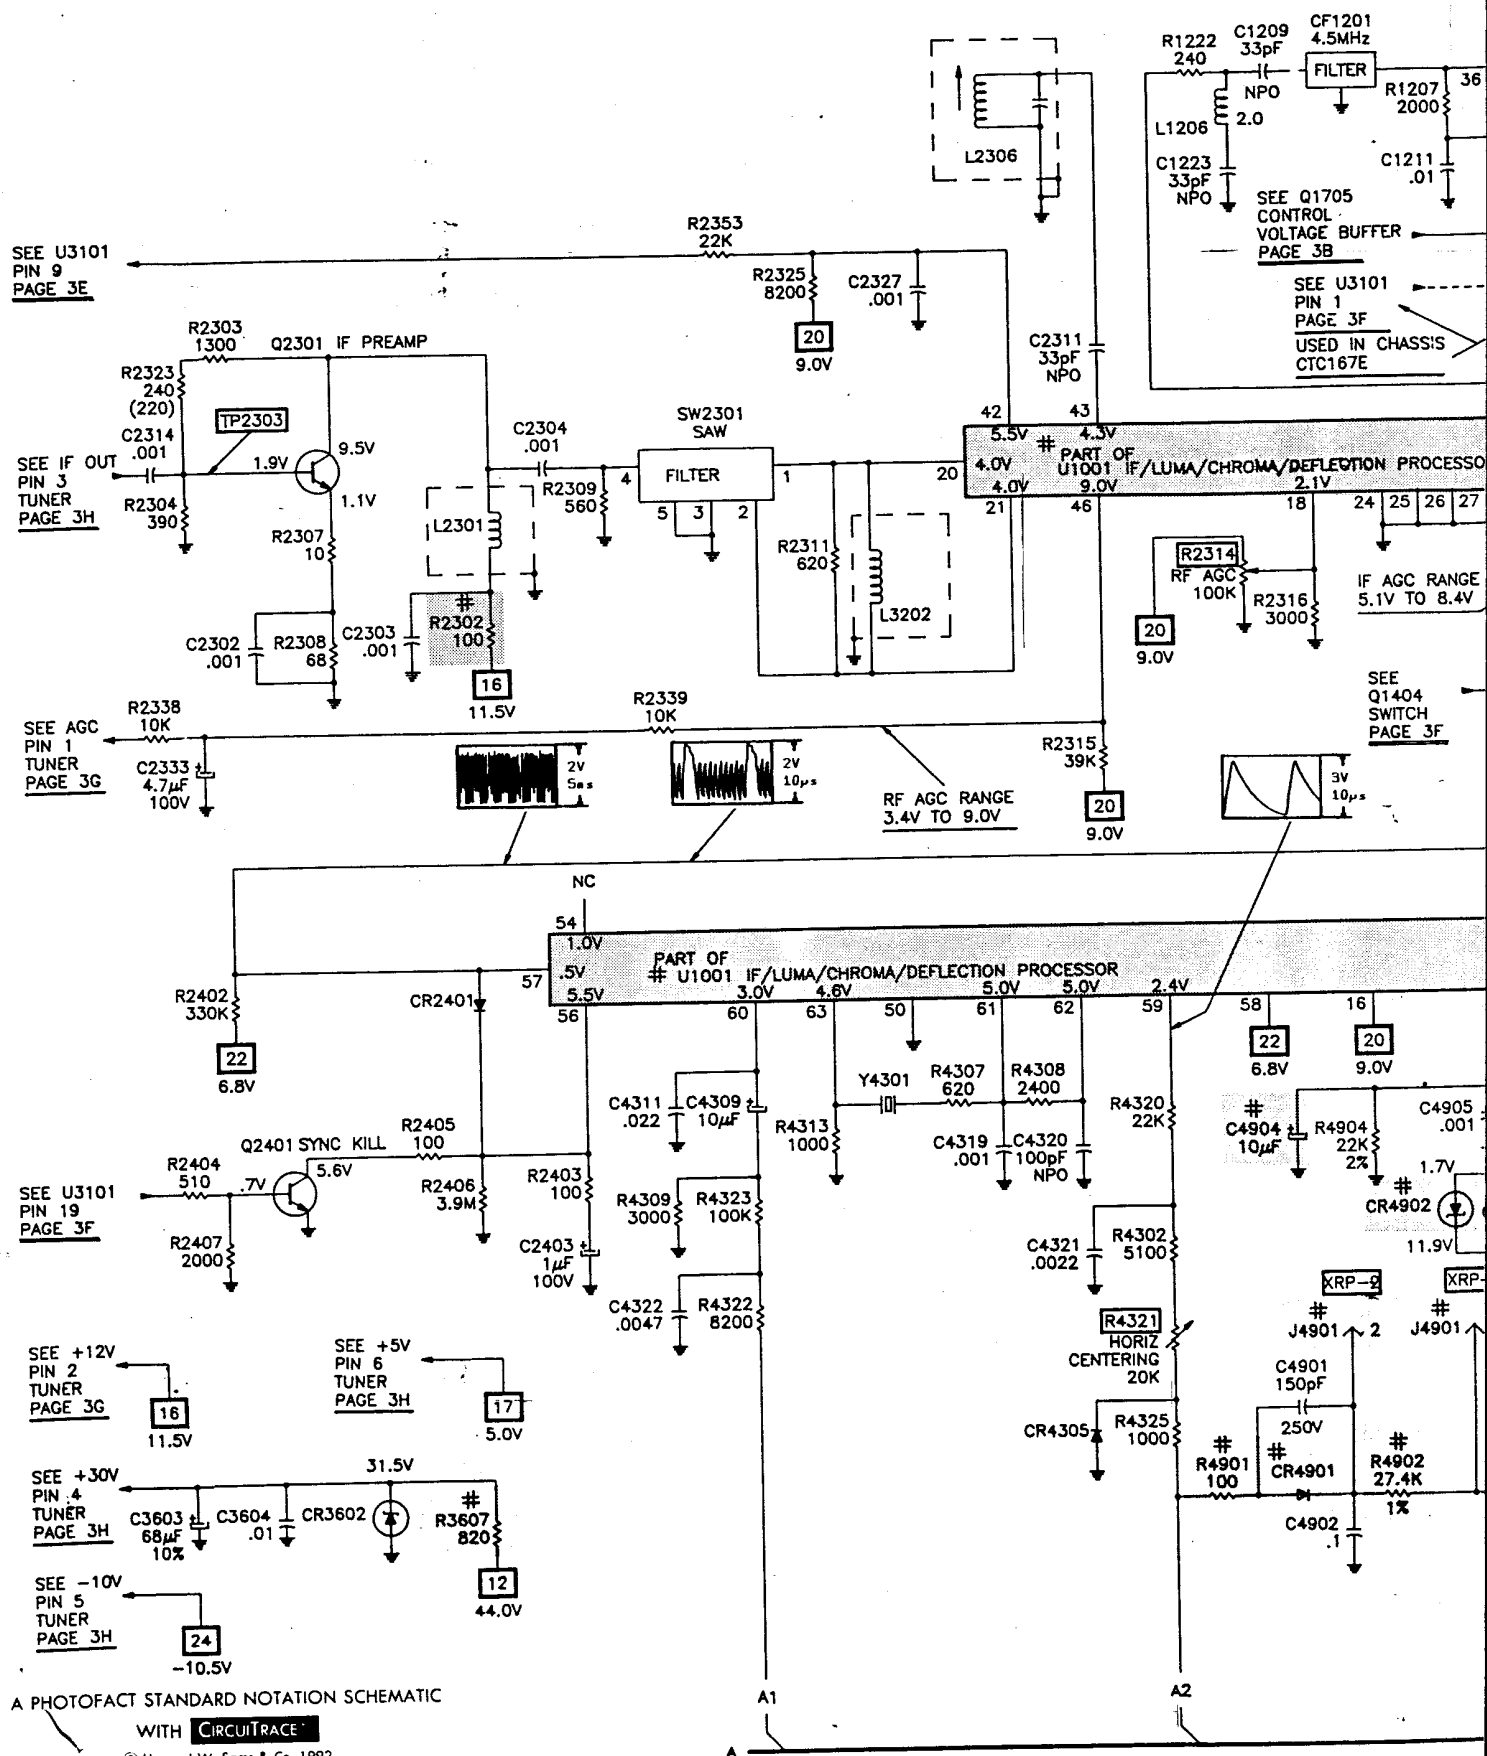 CF1201
4.5MHz
FILTER
C1209
33pF
NPO
R1222
240
L1206
2.0
C1223
33pF
NPO
R1207
2000
36
C1211
.01
L2306
SEE Q1705
CONTROL
VOLTAGE BUFFER
PAGE 3B
SEE U3101
PIN 1
PAGE 3F
USED IN CHASSIS
CTC167E
SEE U3101
PIN 9
PAGE 3E
R2353
22K
R2325
8200
20
9.0V
C2327
.001
C2311
33pF
NPO
R2303
1300
Q2301 IF PREAMP
R2323
240
(220)
TP2303
C2314
.001
1.9V
9.5V
1.1V
SEE IF OUT
PIN 3
TUNER
PAGE 3H
R2304
390
R2307
10
C2302
.001
R2308
68
L2301
C2303
.001
#
R2302
100
16
11.5V
C2304
.001
R2309
560
SW2301
SAW
FILTER
4
1
5
3
2
R2311
620
L3202
42
43
5.5V
4.3V
# PART OF
U1001 IF/LUMA/CHROMA/DEFLECTION PROCESSO
20
4.0V
4.0V
9.0V
2.1V
21
46
18
24
25
26
27
R2314
RF AGC
100K
20
9.0V
R2316
3000
IF AGC RANGE
5.1V TO 8.4V
SEE
Q1404
SWITCH
PAGE 3F
SEE AGC
PIN 1
TUNER
PAGE 3G
R2338
10K
C2333
4.7µF
100V
R2339
10K
2V
5ms
2V
10µs
RF AGC RANGE
3.4V TO 9.0V
R2315
39K
20
9.0V
3V
10µs
NC
54
1.0V
57
.5V
5.5V
PART OF
# U1001 IF/LUMA/CHROMA/DEFLECTION PROCESSOR
3.0V
4.6V
5.0V
5.0V
2.4V
56
60
63
50
61
62
59
58
16
R2402
330K
22
6.8V
CR2401
22
6.8V
20
9.0V
C4311
.022
C4309
10µF
Y4301
R4307
620
R4308
2400
R4313
1000
C4319
.001
C4320
100pF
NPO
R4320
22K
#
C4904
10µF
R4904
22K
2%
C4905
.001
1.7V
#
CR4902
11.9V
Q2401 SYNC KILL
5.6V
R2405
100
R2404
510
.7V
SEE U3101
PIN 19
PAGE 3F
R2407
2000
R2406
3.9M
R2403
100
C2403
1µF
100V
R4309
3000
R4323
100K
C4322
.0047
R4322
8200
C4321
.0022
R4302
5100
R4321
HORIZ
CENTERING
20K
XRP-2
XRP-
#
J4901
2
#
J4901
C4901
150pF
250V
CR4305
R4325
1000
#
R4901
100
#
CR4901
#
R4902
27.4K
1%
C4902
.1
SEE +12V
PIN 2
TUNER
PAGE 3G
16
11.5V
SEE +5V
PIN 6
TUNER
PAGE 3H
17
5.0V
SEE +30V
PIN 4
TUNER
PAGE 3H
31.5V
C3603
68µF
10%
C3604
.01
CR3602
#
R3607
820
12
44.0V
SEE -10V
PIN 5
TUNER
PAGE 3H
24
-10.5V
A1
A2
A
A PHOTOFACT STANDARD NOTATION SCHEMATIC
WITH CIRCUITRACE